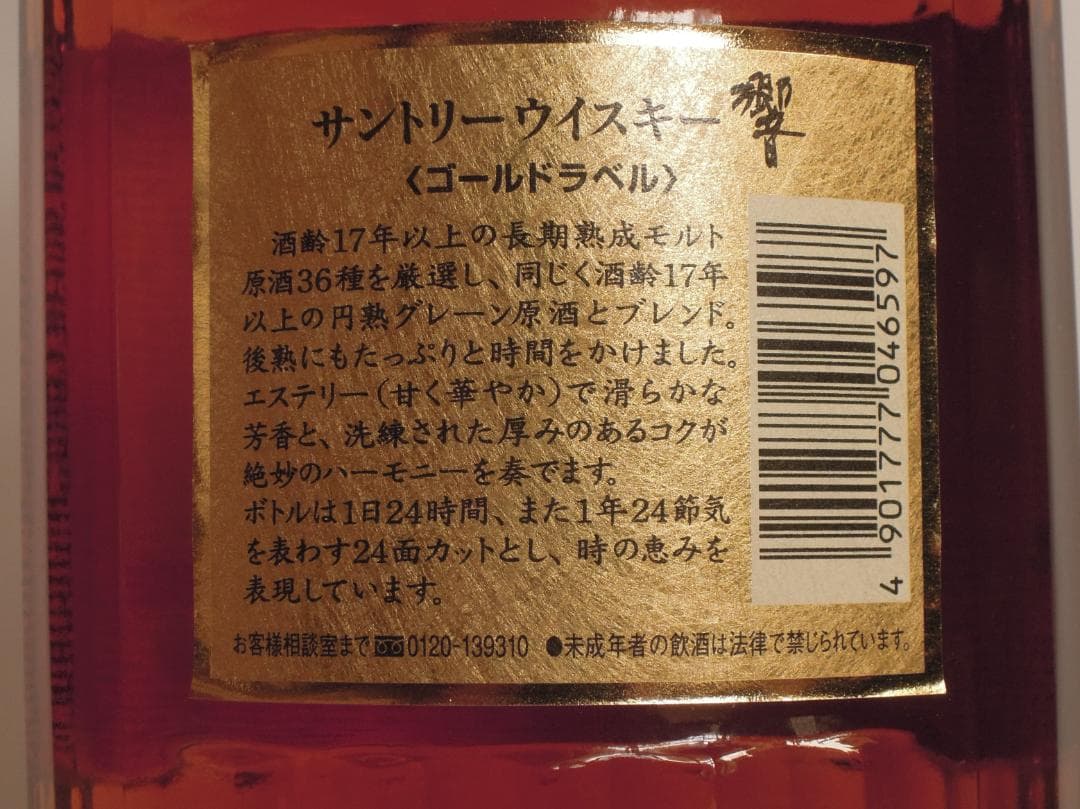 サントリーウイスキー 響
〈ゴールドラベル〉
酒齢17年以上の長期熟成モルト
原酒36種を厳選し、同じく酒齢17年
以上の円熟グレーン原酒とブレンド。
後熟にもたっぷりと時間をかけました。
エステリー(甘く華やか)で滑らかな
芳香と、洗練された厚みのあるコクが
絶妙のハーモニーを奏でます。
ボトルは1日24時間、また1年24節気
を表わす24面カットとし、時の恵みを
表現しています。
お客様相談室まで 0120-139310 ●未成年者の飲酒は法律で禁じられています。
4 901777 046597